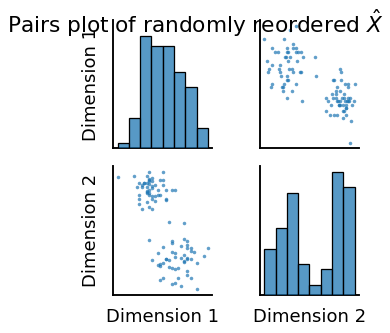 Pairs plot of randomly reordered X̂
Dimension 1
Dimension 2
Dimension 1
Dimension 2